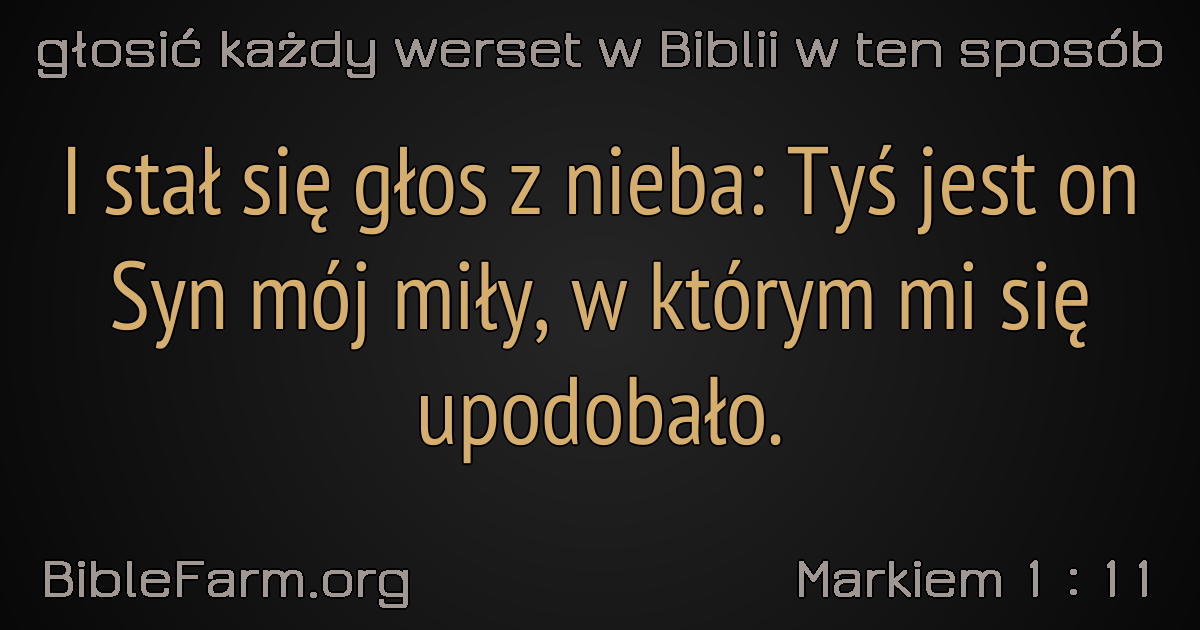 głosić każdy werset w Biblii w ten sposób
I stał się głos z nieba: Tyś jest on
Syn mój miły, w którym mi się
upodobało.
BibleFarm.org
Markiem 1 : 11